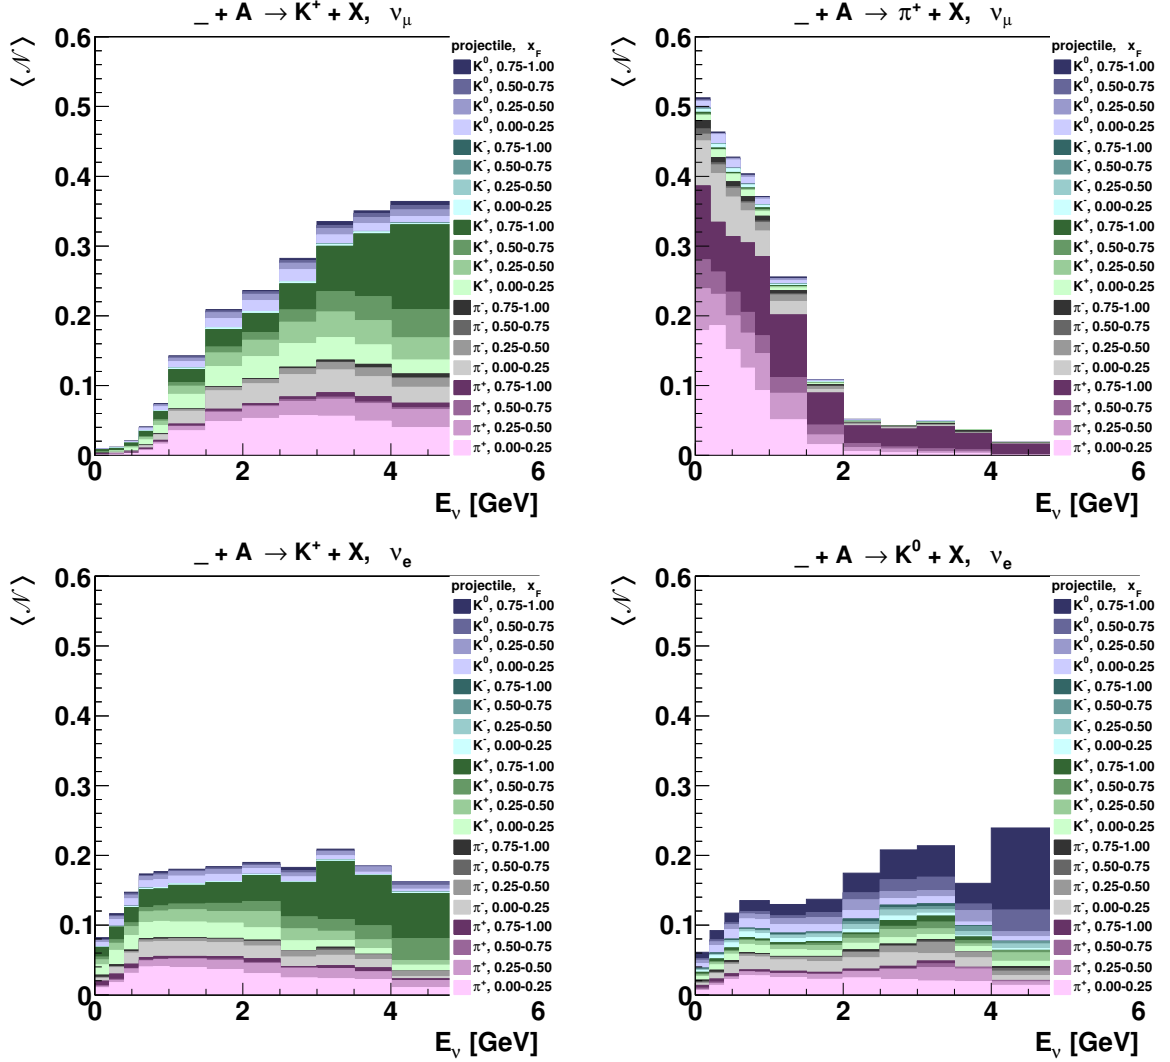 _ + A → K⁺ + X, ν_μ
⟨𝒩⟩
0.6
0.5
0.4
0.3
0.2
0.1
0
0 2 4 6
E_ν [GeV]
projectile, x_F
K⁰, 0.75-1.00
K⁰, 0.50-0.75
K⁰, 0.25-0.50
K⁰, 0.00-0.25
K⁻, 0.75-1.00
K⁻, 0.50-0.75
K⁻, 0.25-0.50
K⁻, 0.00-0.25
K⁺, 0.75-1.00
K⁺, 0.50-0.75
K⁺, 0.25-0.50
K⁺, 0.00-0.25
π⁻, 0.75-1.00
π⁻, 0.50-0.75
π⁻, 0.25-0.50
π⁻, 0.00-0.25
π⁺, 0.75-1.00
π⁺, 0.50-0.75
π⁺, 0.25-0.50
π⁺, 0.00-0.25
_ + A → π⁺ + X, ν_μ
⟨𝒩⟩
0.6
0.5
0.4
0.3
0.2
0.1
0
0 2 4 6
E_ν [GeV]
projectile, x_F
K⁰, 0.75-1.00
K⁰, 0.50-0.75
K⁰, 0.25-0.50
K⁰, 0.00-0.25
K⁻, 0.75-1.00
K⁻, 0.50-0.75
K⁻, 0.25-0.50
K⁻, 0.00-0.25
K⁺, 0.75-1.00
K⁺, 0.50-0.75
K⁺, 0.25-0.50
K⁺, 0.00-0.25
π⁻, 0.75-1.00
π⁻, 0.50-0.75
π⁻, 0.25-0.50
π⁻, 0.00-0.25
π⁺, 0.75-1.00
π⁺, 0.50-0.75
π⁺, 0.25-0.50
π⁺, 0.00-0.25
_ + A → K⁺ + X, ν_e
⟨𝒩⟩
0.6
0.5
0.4
0.3
0.2
0.1
0
0 2 4 6
E_ν [GeV]
projectile, x_F
K⁰, 0.75-1.00
K⁰, 0.50-0.75
K⁰, 0.25-0.50
K⁰, 0.00-0.25
K⁻, 0.75-1.00
K⁻, 0.50-0.75
K⁻, 0.25-0.50
K⁻, 0.00-0.25
K⁺, 0.75-1.00
K⁺, 0.50-0.75
K⁺, 0.25-0.50
K⁺, 0.00-0.25
π⁻, 0.75-1.00
π⁻, 0.50-0.75
π⁻, 0.25-0.50
π⁻, 0.00-0.25
π⁺, 0.75-1.00
π⁺, 0.50-0.75
π⁺, 0.25-0.50
π⁺, 0.00-0.25
_ + A → K⁰ + X, ν_e
⟨𝒩⟩
0.6
0.5
0.4
0.3
0.2
0.1
0
0 2 4 6
E_ν [GeV]
projectile, x_F
K⁰, 0.75-1.00
K⁰, 0.50-0.75
K⁰, 0.25-0.50
K⁰, 0.00-0.25
K⁻, 0.75-1.00
K⁻, 0.50-0.75
K⁻, 0.25-0.50
K⁻, 0.00-0.25
K⁺, 0.75-1.00
K⁺, 0.50-0.75
K⁺, 0.25-0.50
K⁺, 0.00-0.25
π⁻, 0.75-1.00
π⁻, 0.50-0.75
π⁻, 0.25-0.50
π⁻, 0.00-0.25
π⁺, 0.75-1.00
π⁺, 0.50-0.75
π⁺, 0.25-0.50
π⁺, 0.00-0.25